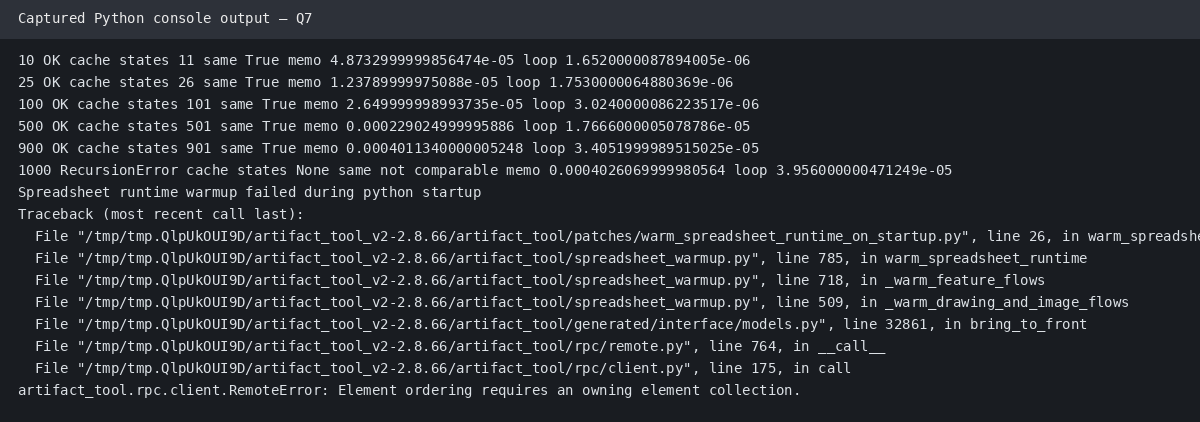 Captured Python console output — Q7
10 OK cache states 11 same True memo 4.8732999999856474e-05 loop 1.6520000087894005e-06
25 OK cache states 26 same True memo 1.23789999975088e-05 loop 1.7530000064880369e-06
100 OK cache states 101 same True memo 2.649999998993735e-05 loop 3.0240000086223517e-06
500 OK cache states 501 same True memo 0.000229024999995886 loop 1.7666000005078786e-05
900 OK cache states 901 same True memo 0.0004011340000005248 loop 3.4051999989515025e-05
1000 RecursionError cache states None same not comparable memo 0.0004026069999980564 loop 3.956000000471249e-05
Spreadsheet runtime warmup failed during python startup
Traceback (most recent call last):
  File "/tmp/tmp.QlpUkOUI9D/artifact_tool_v2-2.8.66/artifact_tool/patches/warm_spreadsheet_runtime_on_startup.py", line 26, in warm_spreadshe
  File "/tmp/tmp.QlpUkOUI9D/artifact_tool_v2-2.8.66/artifact_tool/spreadsheet_warmup.py", line 785, in warm_spreadsheet_runtime
  File "/tmp/tmp.QlpUkOUI9D/artifact_tool_v2-2.8.66/artifact_tool/spreadsheet_warmup.py", line 718, in _warm_feature_flows
  File "/tmp/tmp.QlpUkOUI9D/artifact_tool_v2-2.8.66/artifact_tool/spreadsheet_warmup.py", line 509, in _warm_drawing_and_image_flows
  File "/tmp/tmp.QlpUkOUI9D/artifact_tool_v2-2.8.66/artifact_tool/generated/interface/models.py", line 32861, in bring_to_front
  File "/tmp/tmp.QlpUkOUI9D/artifact_tool_v2-2.8.66/artifact_tool/rpc/remote.py", line 764, in __call__
  File "/tmp/tmp.QlpUkOUI9D/artifact_tool_v2-2.8.66/artifact_tool/rpc/client.py", line 175, in call
artifact_tool.rpc.client.RemoteError: Element ordering requires an owning element collection.